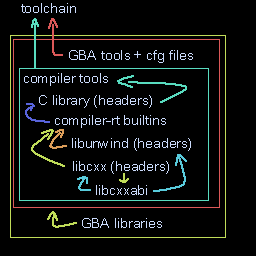 toolchain
GBA tools + cfg files
compiler tools
C library (headers)
compiler-rt builtins
libunwind (headers)
libcxx (headers)
libcxxabi
GBA libraries